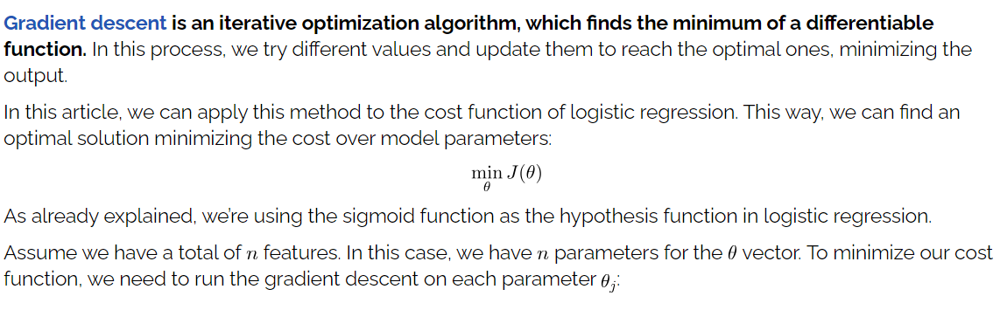 Gradient descent is an iterative optimization algorithm, which finds the minimum of a differentiable
function. In this process, we try different values and update them to reach the optimal ones, minimizing the
output.
In this article, we can apply this method to the cost function of logistic regression. This way, we can find an
optimal solution minimizing the cost over model parameters:
min J(θ)
θ
As already explained, we're using the sigmoid function as the hypothesis function in logistic regression.
Assume we have a total of n features. In this case, we have n parameters for the θ vector. To minimize our cost
function, we need to run the gradient descent on each parameter θj: